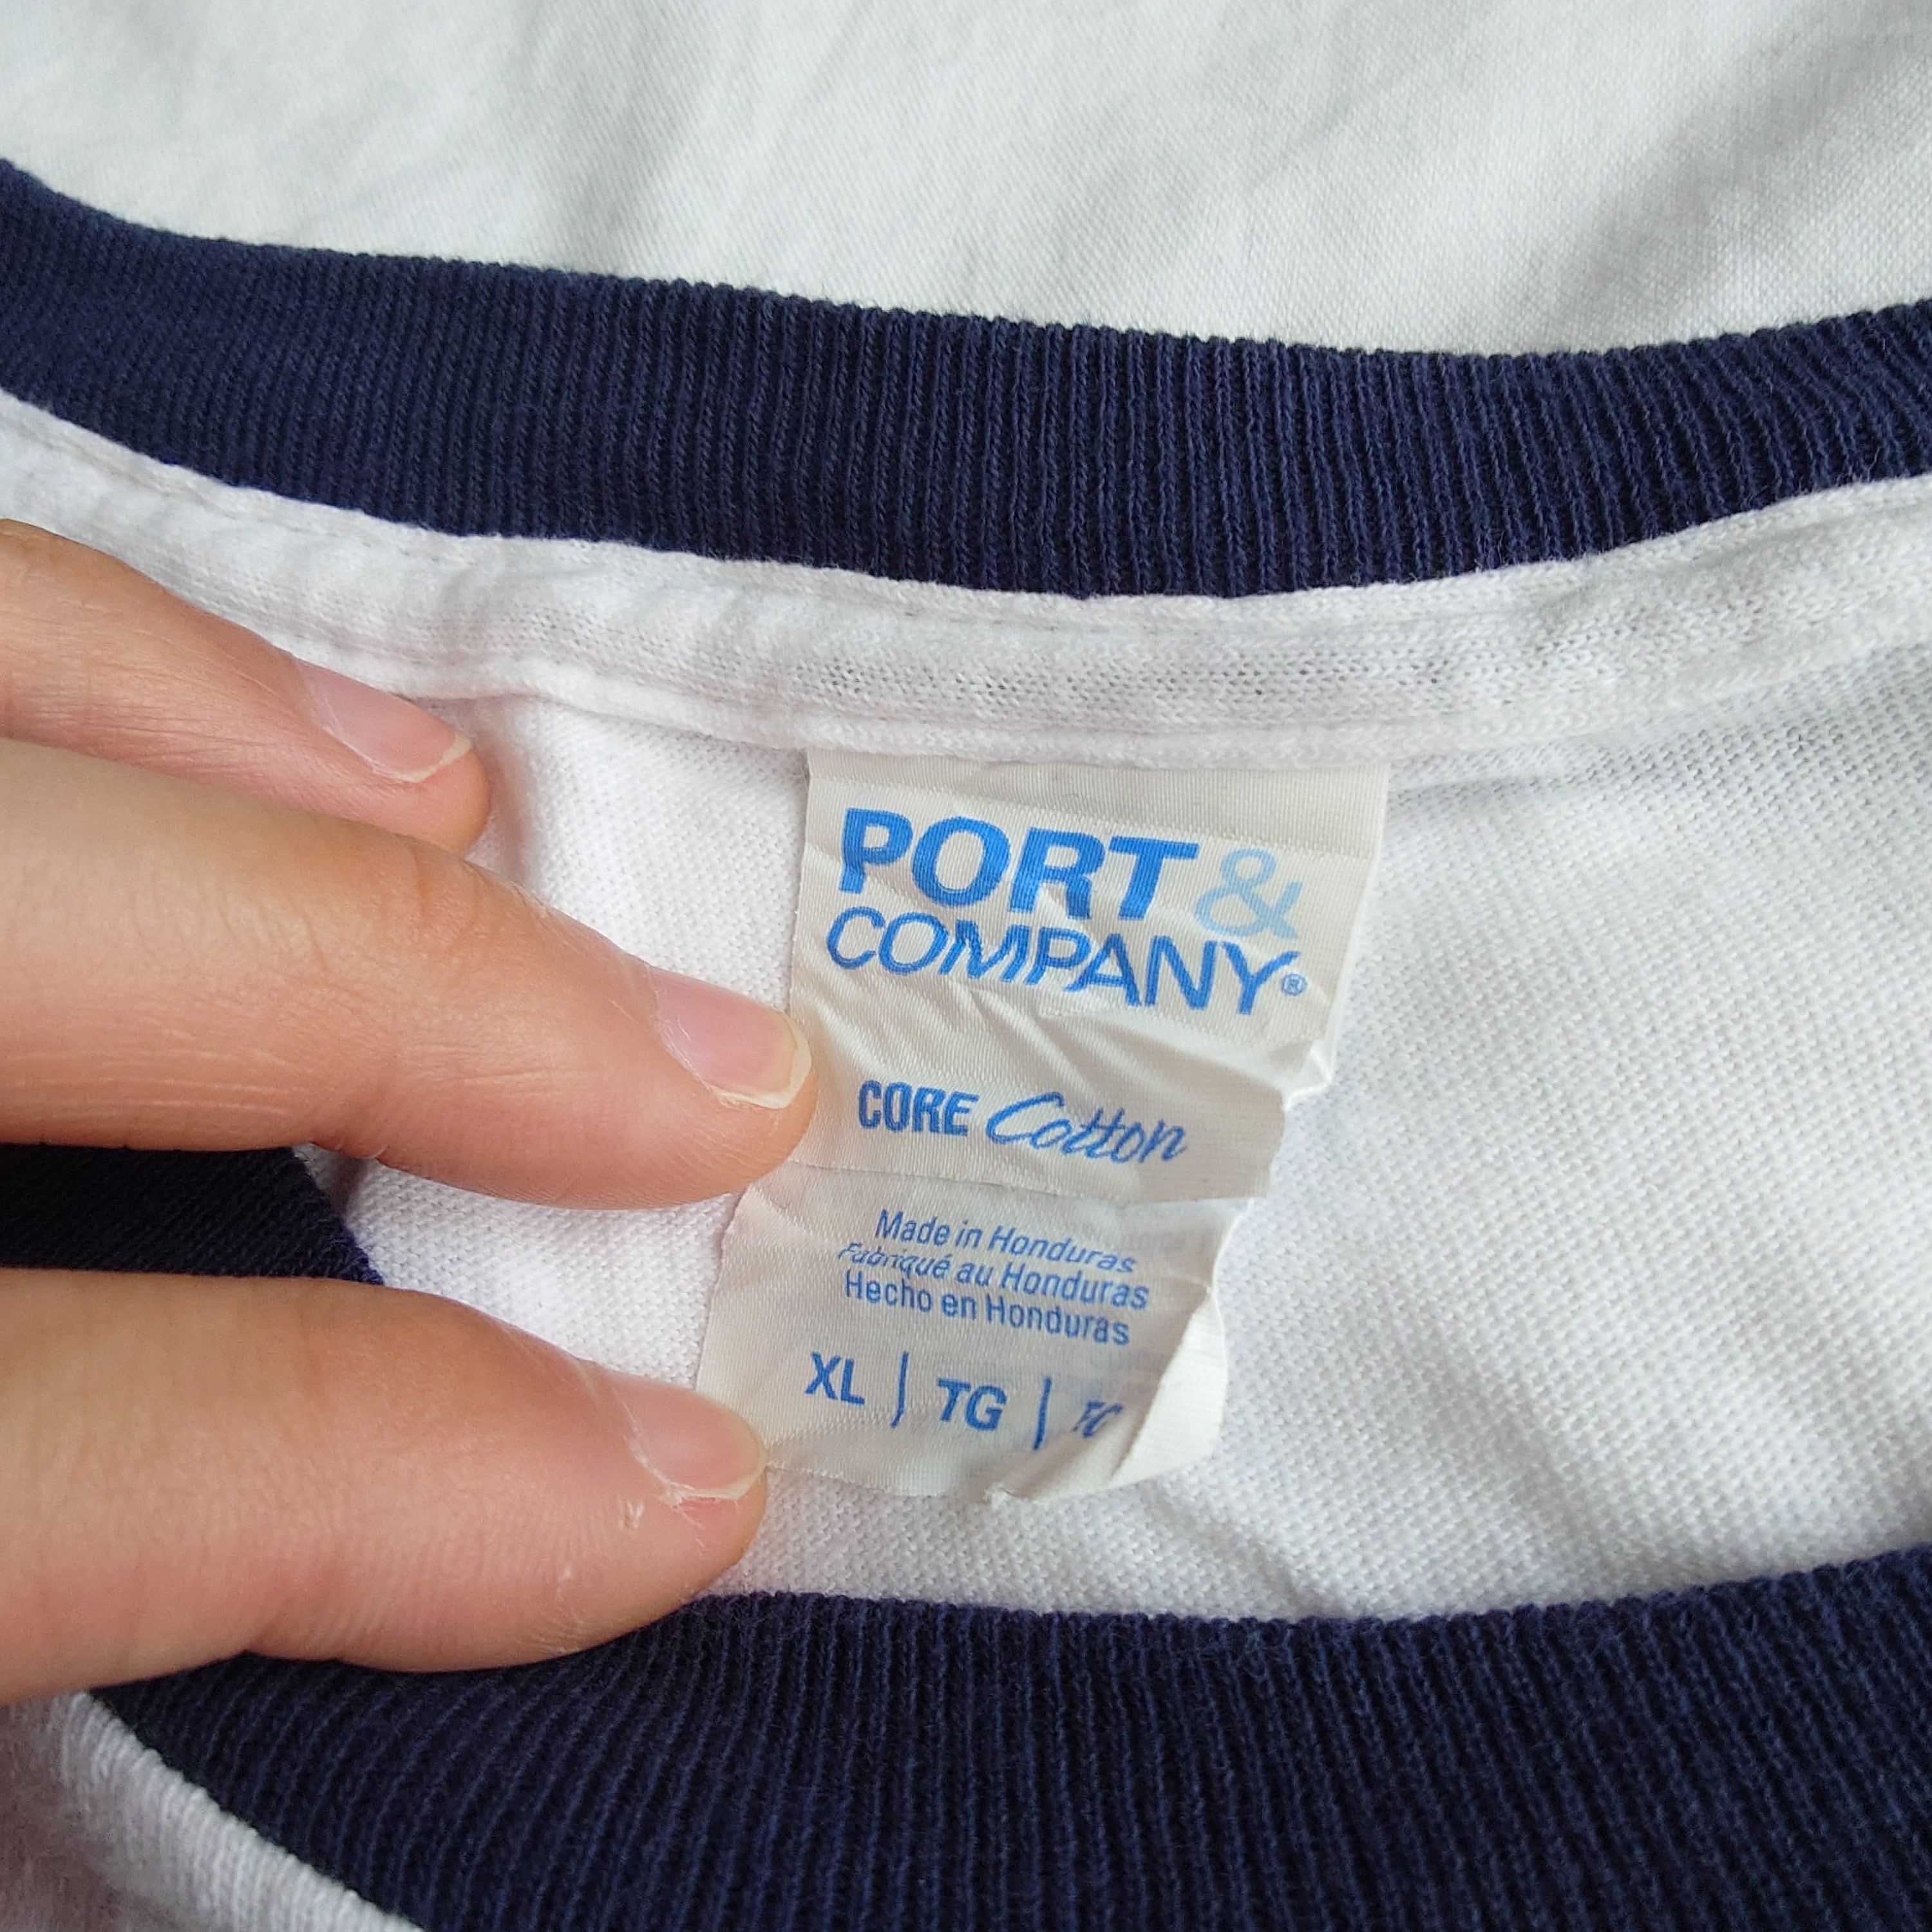 PORT &
COMPANY®
CORE Cotton
Made in Honduras
Fabriqué au Honduras
Hecho en Honduras
XL | TG |